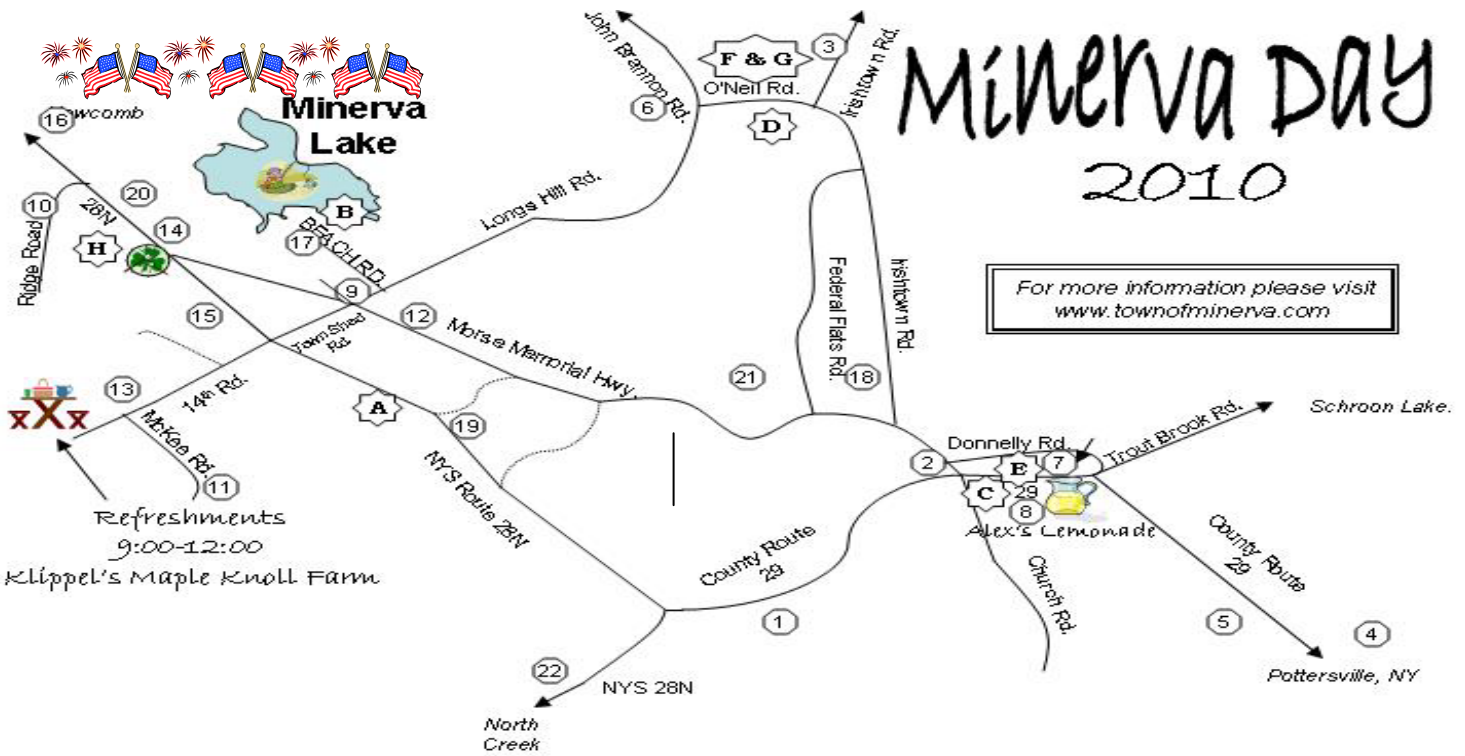 Minerva Day
2010
For more information please visit
www.townofminerva.com
Minerva
Lake
wcomb
16
10
20
14
28N
H
Ridge Road
15
B
17
BEACH RD.
9
12
Town Shed
Rd.
Morse Memorial Hwy.
Longs Hill Rd.
John Brannon Rd.
6
F & G
3
O'Neil Rd.
D
Irishtown Rd.
Federal Flats Rd.
Irishtown Rd.
21
18
13
14th Rd.
McKee Rd.
11
A
19
NYS Route 28N
Refreshments
9:00-12:00
Klippel's Maple Knoll Farm
2
Donnelly Rd.
E
7
C
29
8
Alex's Lemonade
Trout Brook Rd.
Schroon Lake.
County Route
29
1
Church Rd.
County Route
29
5
4
Pottersville, NY
22
NYS 28N
North
Creek